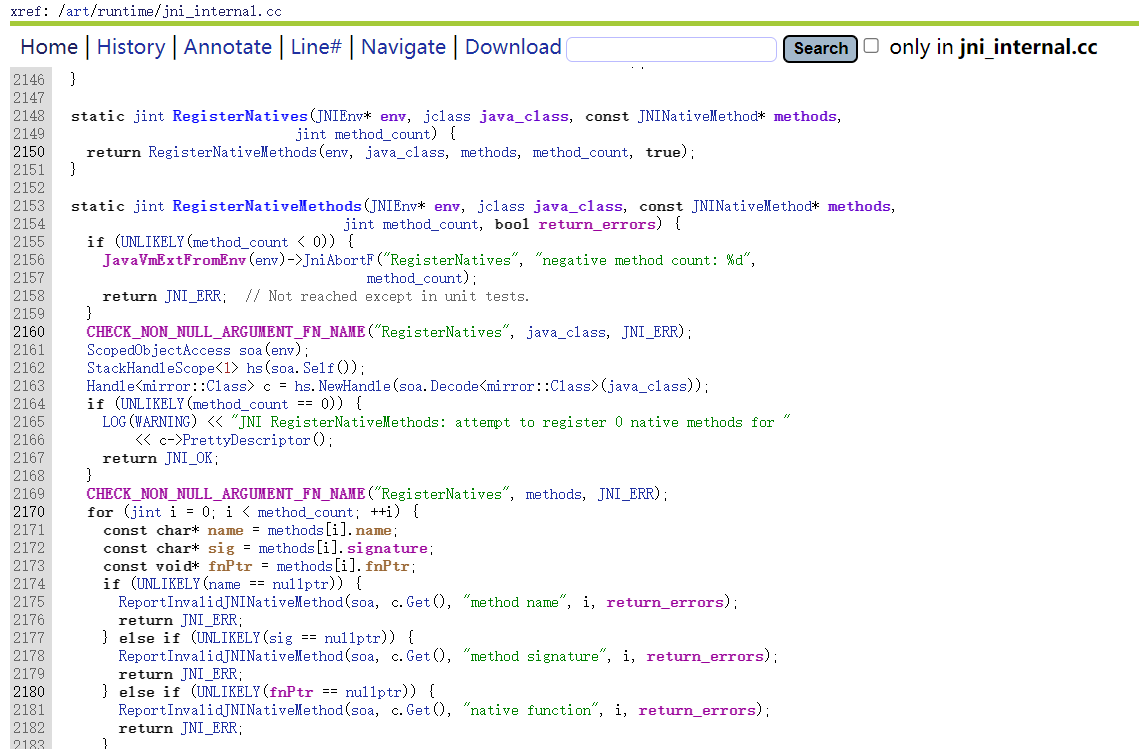 xref: /art/runtime/jni_internal.cc
Home | History | Annotate | Line# | Navigate | Download Search only in jni_internal.cc
2146 }
2147
2148 static jint RegisterNatives(JNIEnv* env, jclass java_class, const JNINativeMethod* methods,
2149 jint method_count) {
2150 return RegisterNativeMethods(env, java_class, methods, method_count, true);
2151 }
2152
2153 static jint RegisterNativeMethods(JNIEnv* env, jclass java_class, const JNINativeMethod* methods,
2154 jint method_count, bool return_errors) {
2155 if (UNLIKELY(method_count < 0)) {
2156 JavaVmExtFromEnv(env)->JniAbortF("RegisterNatives", "negative method count: %d",
2157 method_count);
2158 return JNI_ERR; // Not reached except in unit tests.
2159 }
2160 CHECK_NON_NULL_ARGUMENT_FN_NAME("RegisterNatives", java_class, JNI_ERR);
2161 ScopedObjectAccess soa(env);
2162 StackHandleScope<1> hs(soa.Self());
2163 Handle<mirror::Class> c = hs.NewHandle(soa.Decode<mirror::Class>(java_class));
2164 if (UNLIKELY(method_count == 0)) {
2165 LOG(WARNING) << "JNI RegisterNativeMethods: attempt to register 0 native methods for "
2166 << c->PrettyDescriptor();
2167 return JNI_OK;
2168 }
2169 CHECK_NON_NULL_ARGUMENT_FN_NAME("RegisterNatives", methods, JNI_ERR);
2170 for (jint i = 0; i < method_count; ++i) {
2171 const char* name = methods[i].name;
2172 const char* sig = methods[i].signature;
2173 const void* fnPtr = methods[i].fnPtr;
2174 if (UNLIKELY(name == nullptr)) {
2175 ReportInvalidJNINativeMethod(soa, c.Get(), "method name", i, return_errors);
2176 return JNI_ERR;
2177 } else if (UNLIKELY(sig == nullptr)) {
2178 ReportInvalidJNINativeMethod(soa, c.Get(), "method signature", i, return_errors);
2179 return JNI_ERR;
2180 } else if (UNLIKELY(fnPtr == nullptr)) {
2181 ReportInvalidJNINativeMethod(soa, c.Get(), "native function", i, return_errors);
2182 return JNI_ERR;
2183 }